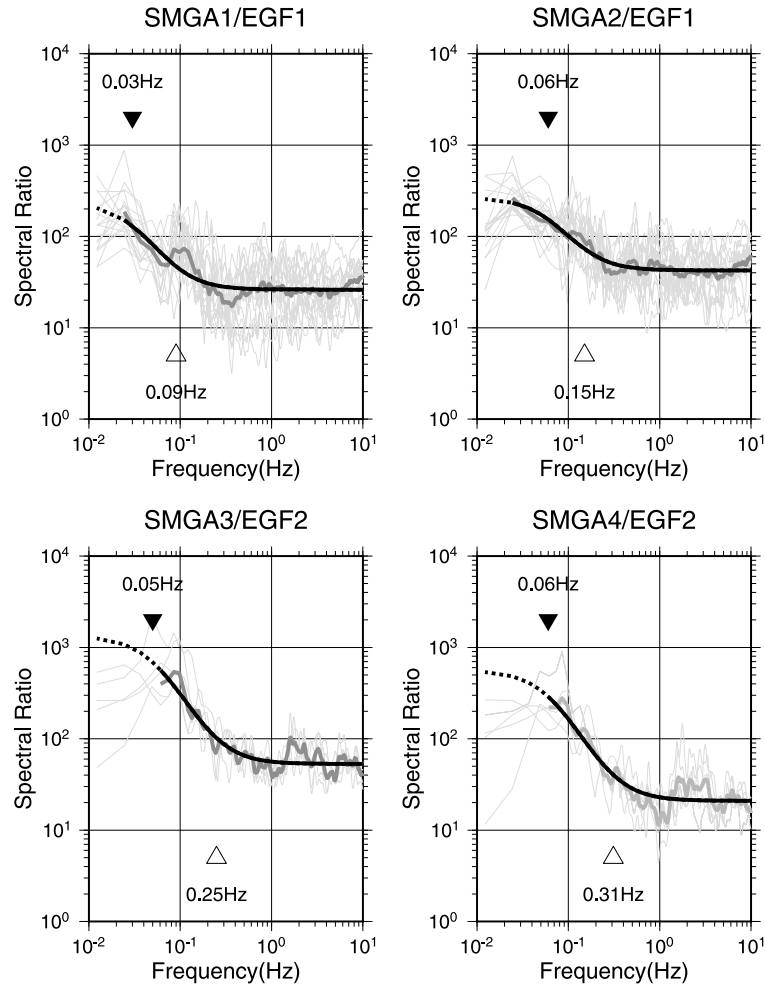 SMGA1/EGF1
SMGA2/EGF1
10^4
10^3
10^2
10^1
10^0
Spectral Ratio
0.03Hz
0.09Hz
10^-2
10^-1
10^0
10^1
Frequency(Hz)
10^4
10^3
10^2
10^1
10^0
Spectral Ratio
0.06Hz
0.15Hz
10^-2
10^-1
10^0
10^1
Frequency(Hz)
SMGA3/EGF2
SMGA4/EGF2
10^4
10^3
10^2
10^1
10^0
Spectral Ratio
0.05Hz
0.25Hz
10^-2
10^-1
10^0
10^1
Frequency(Hz)
10^4
10^3
10^2
10^1
10^0
Spectral Ratio
0.06Hz
0.31Hz
10^-2
10^-1
10^0
10^1
Frequency(Hz)